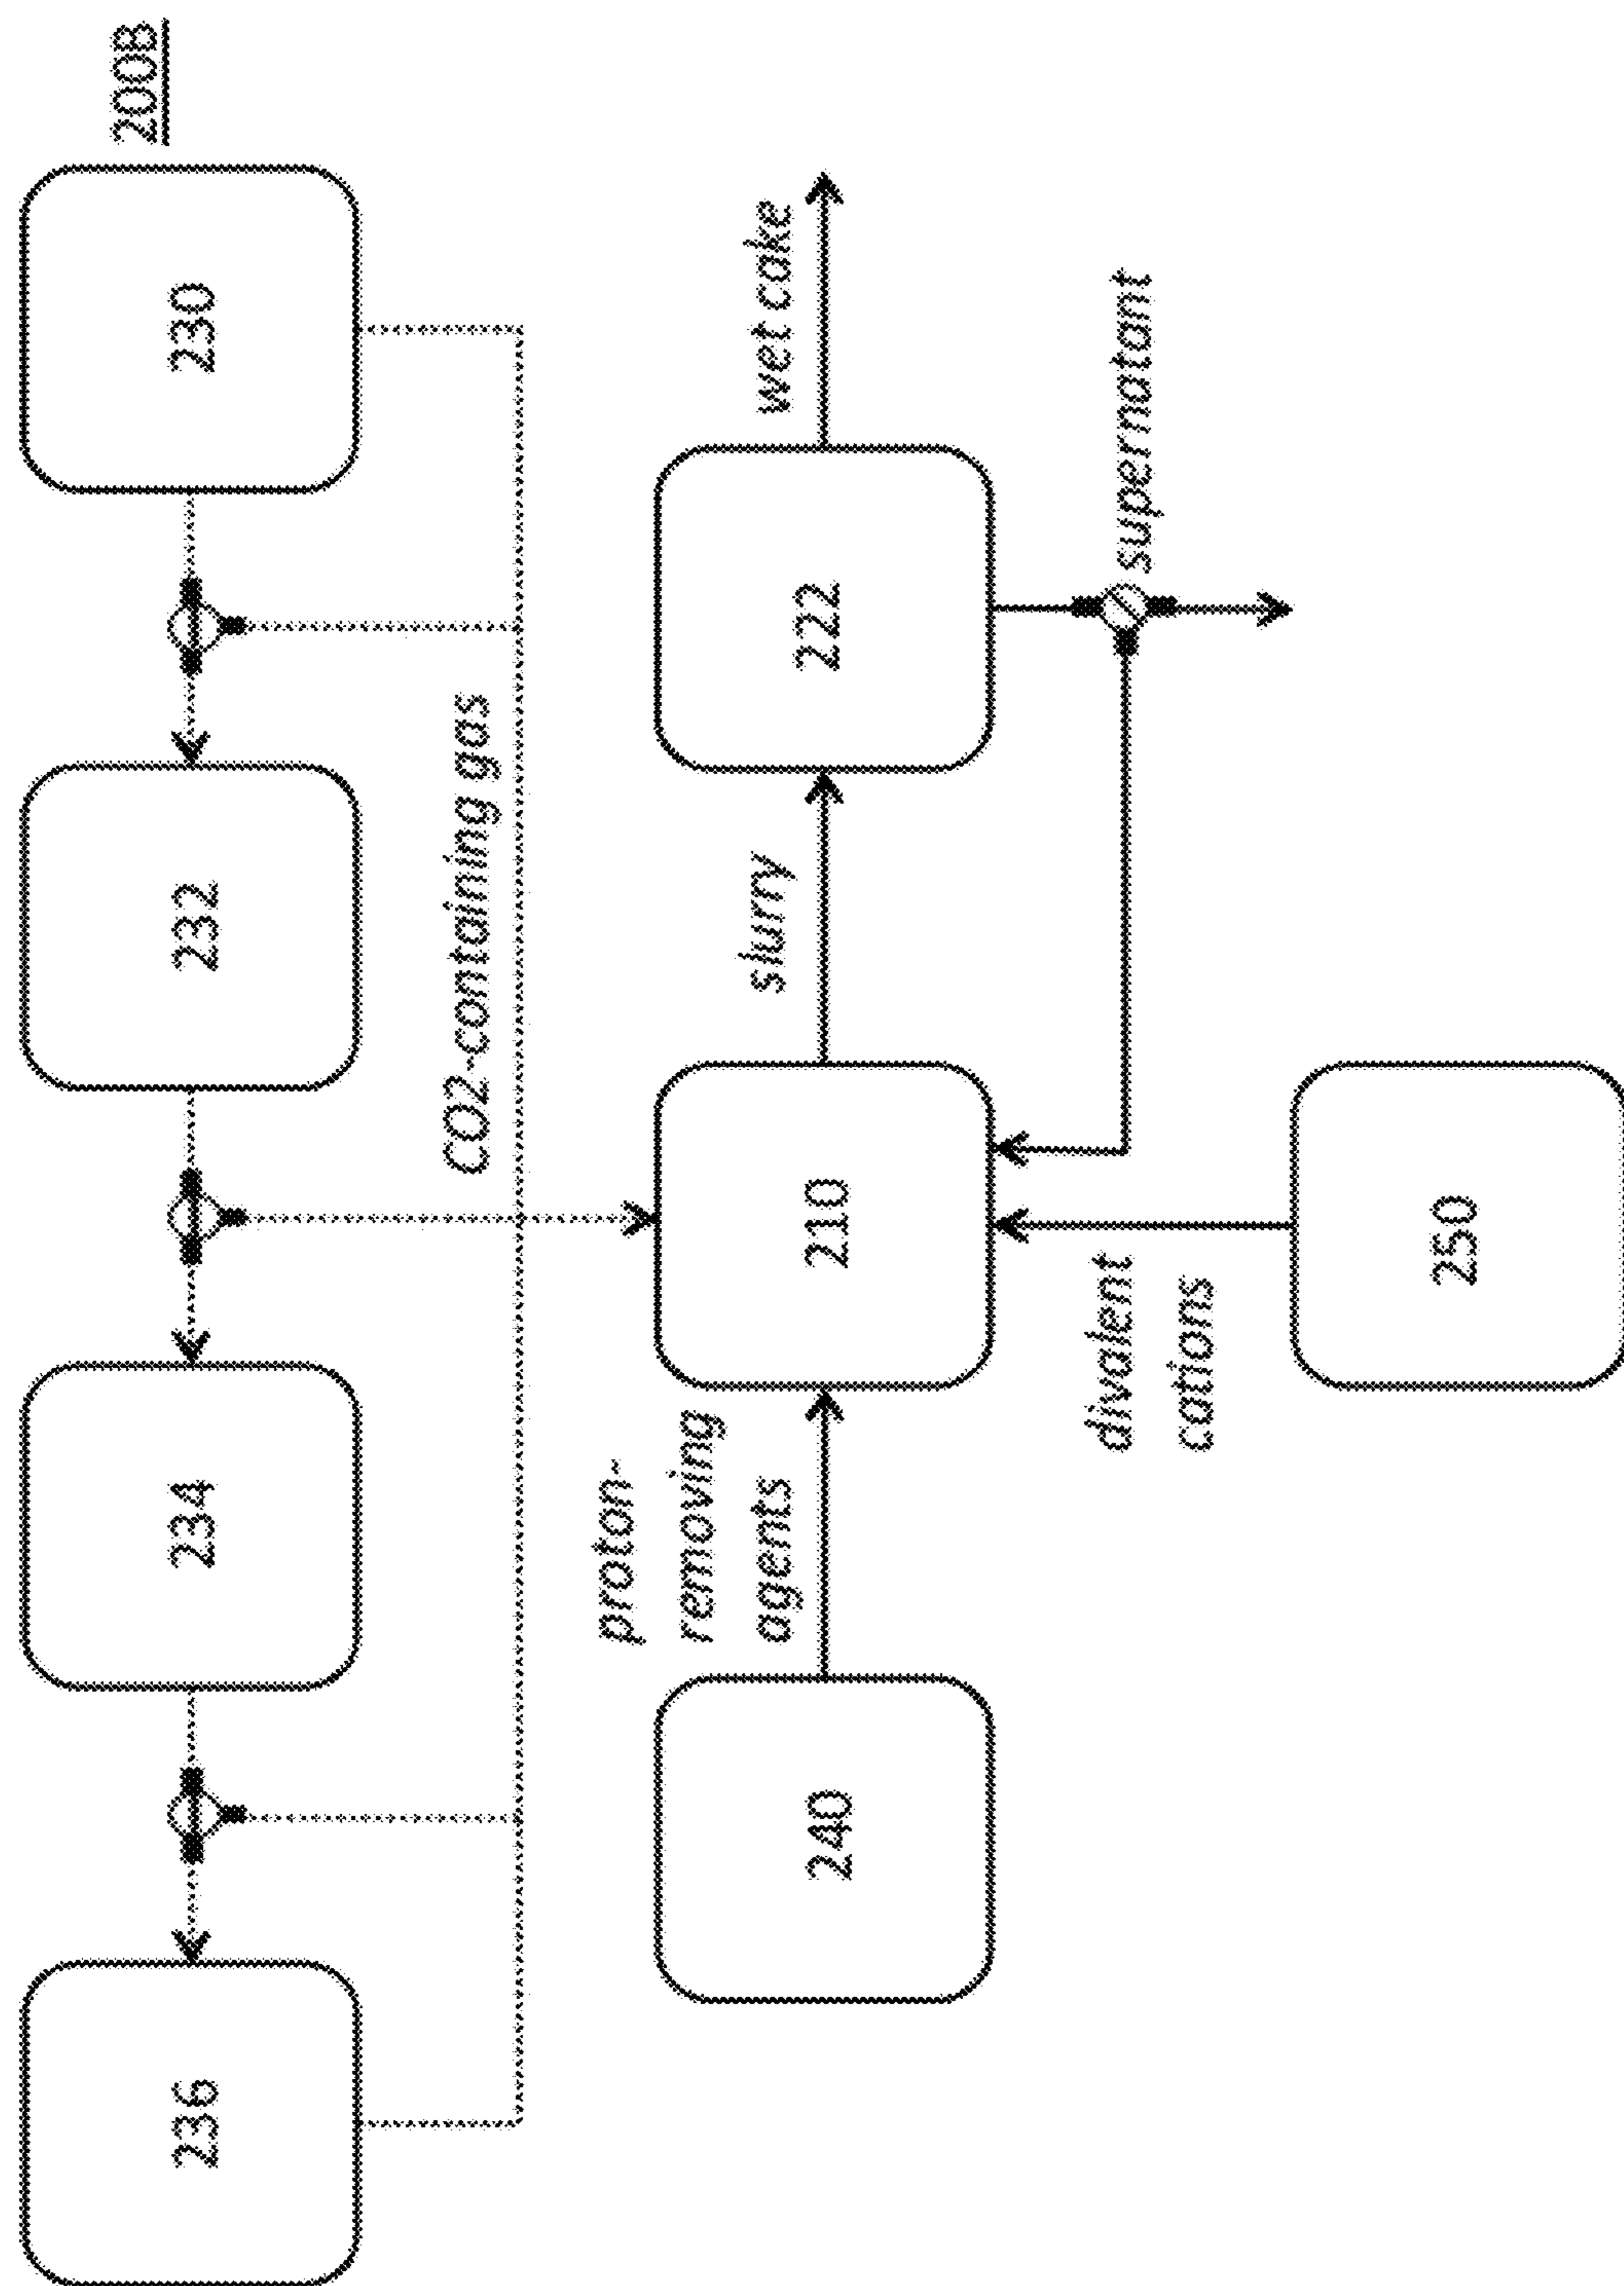 200B
236
234
232
230
CO2-containing gas
proton-
removing
agents
slurry
wet cake
240
210
222
divalent
cations
supernatant
250